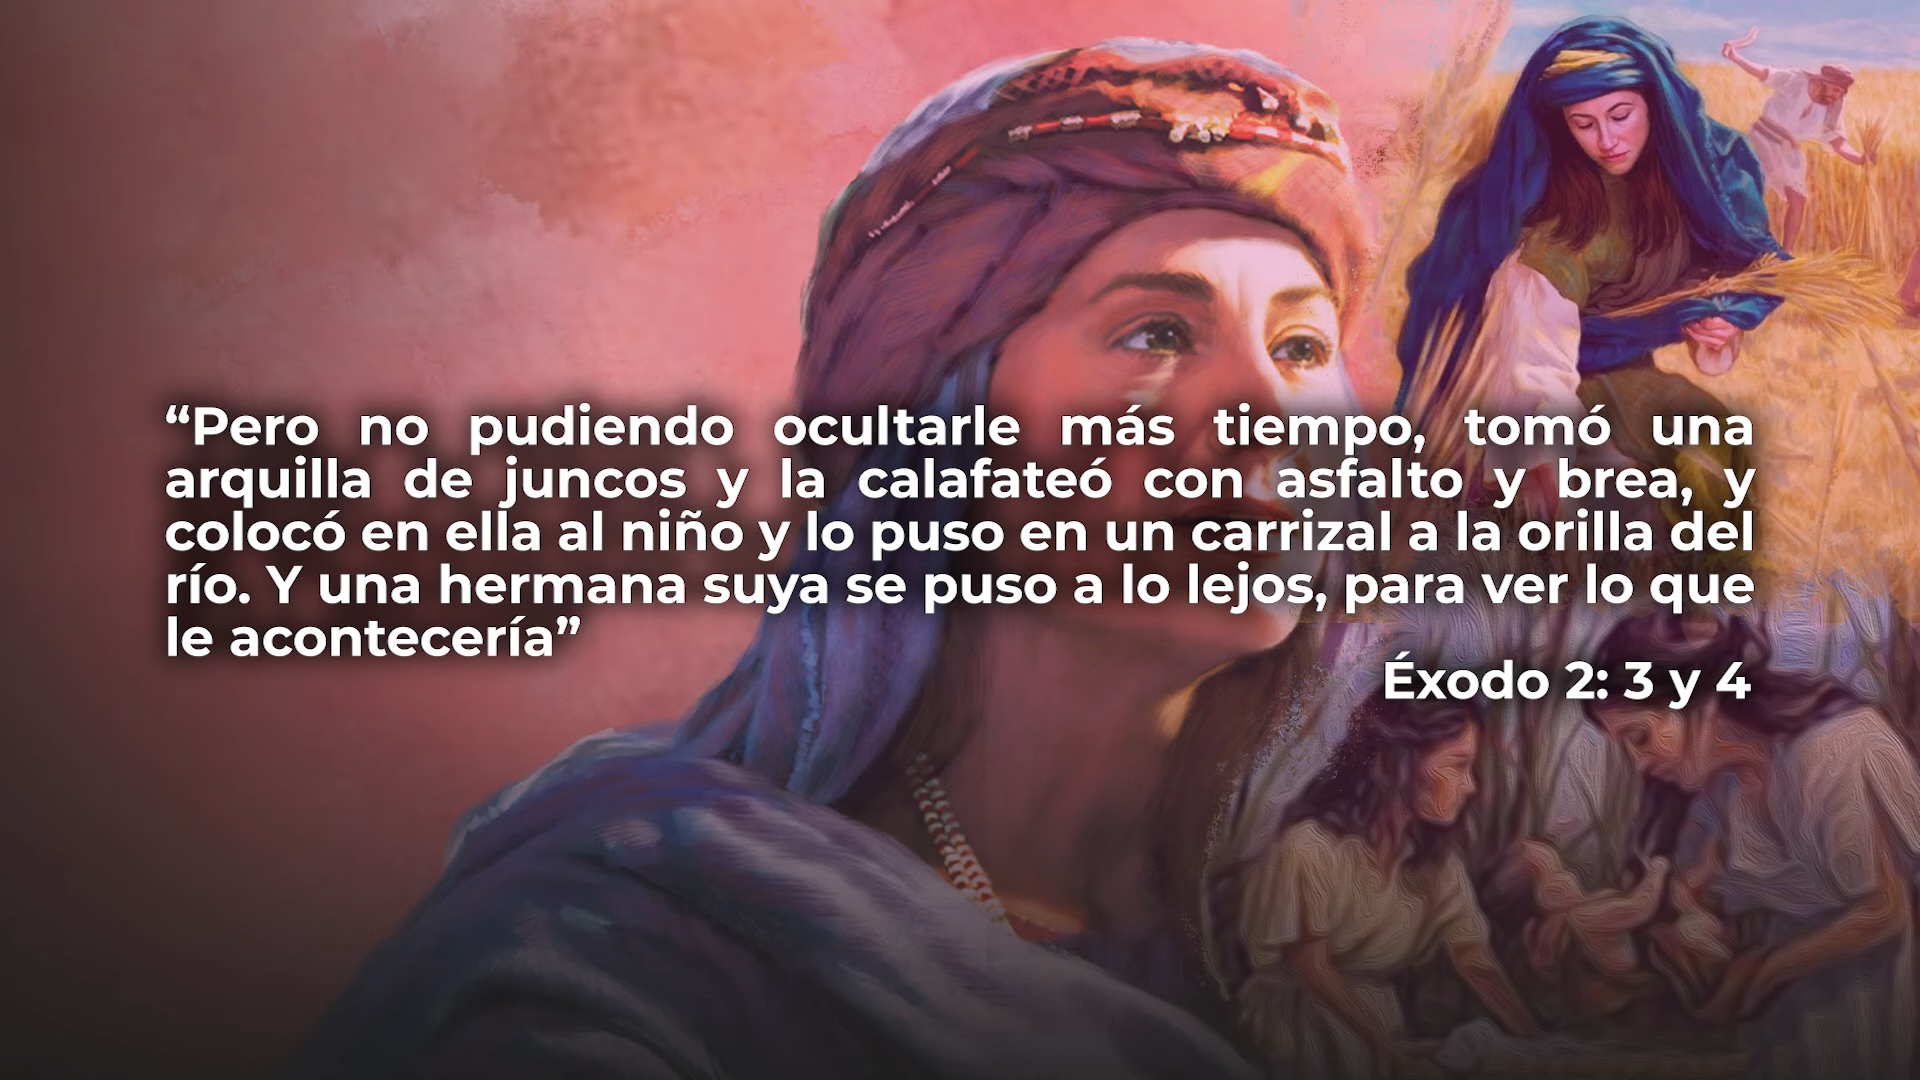 “Pero no pudiendo ocultarle más tiempo, tomó una
arquilla de juncos y la calafateó con asfalto y brea, y
colocó en ella al niño y lo puso en un carrizal a la orilla del
río. Y una hermana suya se puso a lo lejos, para ver lo que
le acontecería”
Éxodo 2: 3 y 4